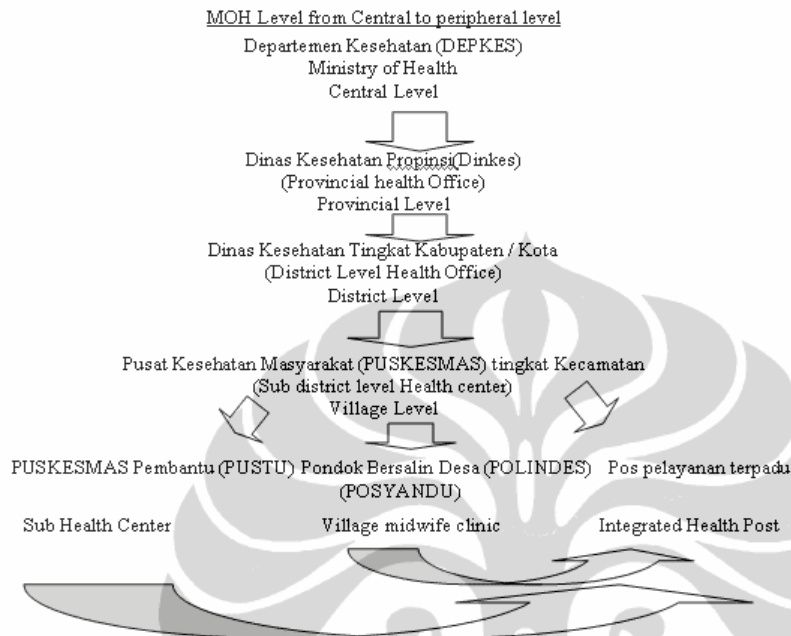 MOH Level from Central to peripheral level
Departemen Kesehatan (DEPKES)
Ministry of Health
Central Level
Dinas Kesehatan Propinsi(Dinkes)
(Provincial health Office)
Provincial Level
Dinas Kesehatan Tingkat Kabupaten / Kota
(District Level Health Office)
District Level
Pusat Kesehatan Masyarakat (PUSKESMAS) tingkat Kecamatan
(Sub district level Health center)
Village Level
PUSKESMAS Pembantu (PUSTU) Pondok Bersalin Desa (POLINDES) Pos pelayanan terpadu
(POSYANDU)
Sub Health Center Village midwife clinic Integrated Health Post